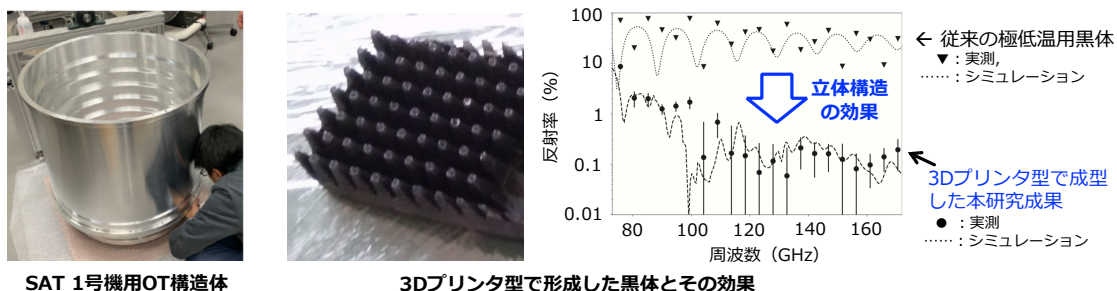 100
10
1
0.1
0.01
反射率（%）
80
100
120
140
160
周波数（GHz）
立体構造
の効果
← 従来の極低温用黒体
▼：実測,
……：シミュレーション
3Dプリンタ型で成型
した本研究成果
●：実測
……：シミュレーション
SAT 1号機用OT構造体
3Dプリンタ型で形成した黒体とその効果